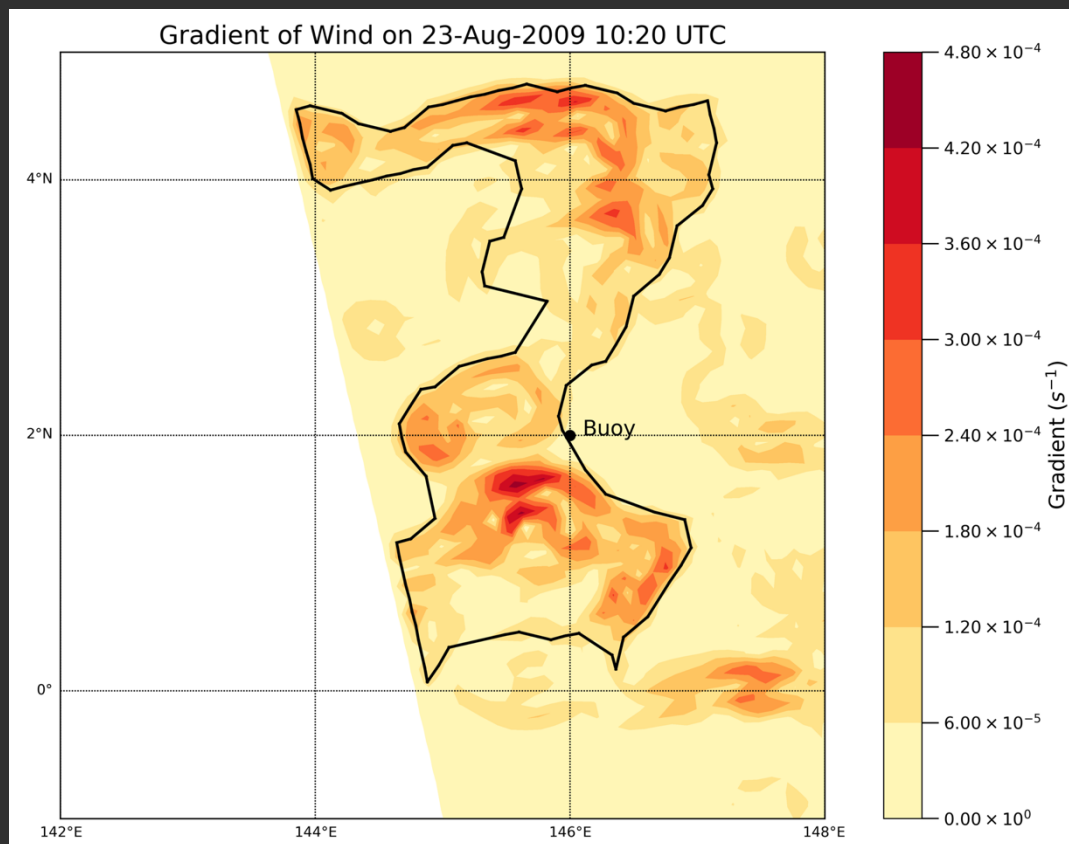 Gradient of Wind on 23-Aug-2009 10:20 UTC
4.80 × 10⁻⁴
4.20 × 10⁻⁴
4°N
3.60 × 10⁻⁴
3.00 × 10⁻⁴
Gradient (s⁻¹)
2°N
Buoy
2.40 × 10⁻⁴
1.80 × 10⁻⁴
1.20 × 10⁻⁴
0°
6.00 × 10⁻⁵
0.00 × 10⁰
142°E
144°E
146°E
148°E